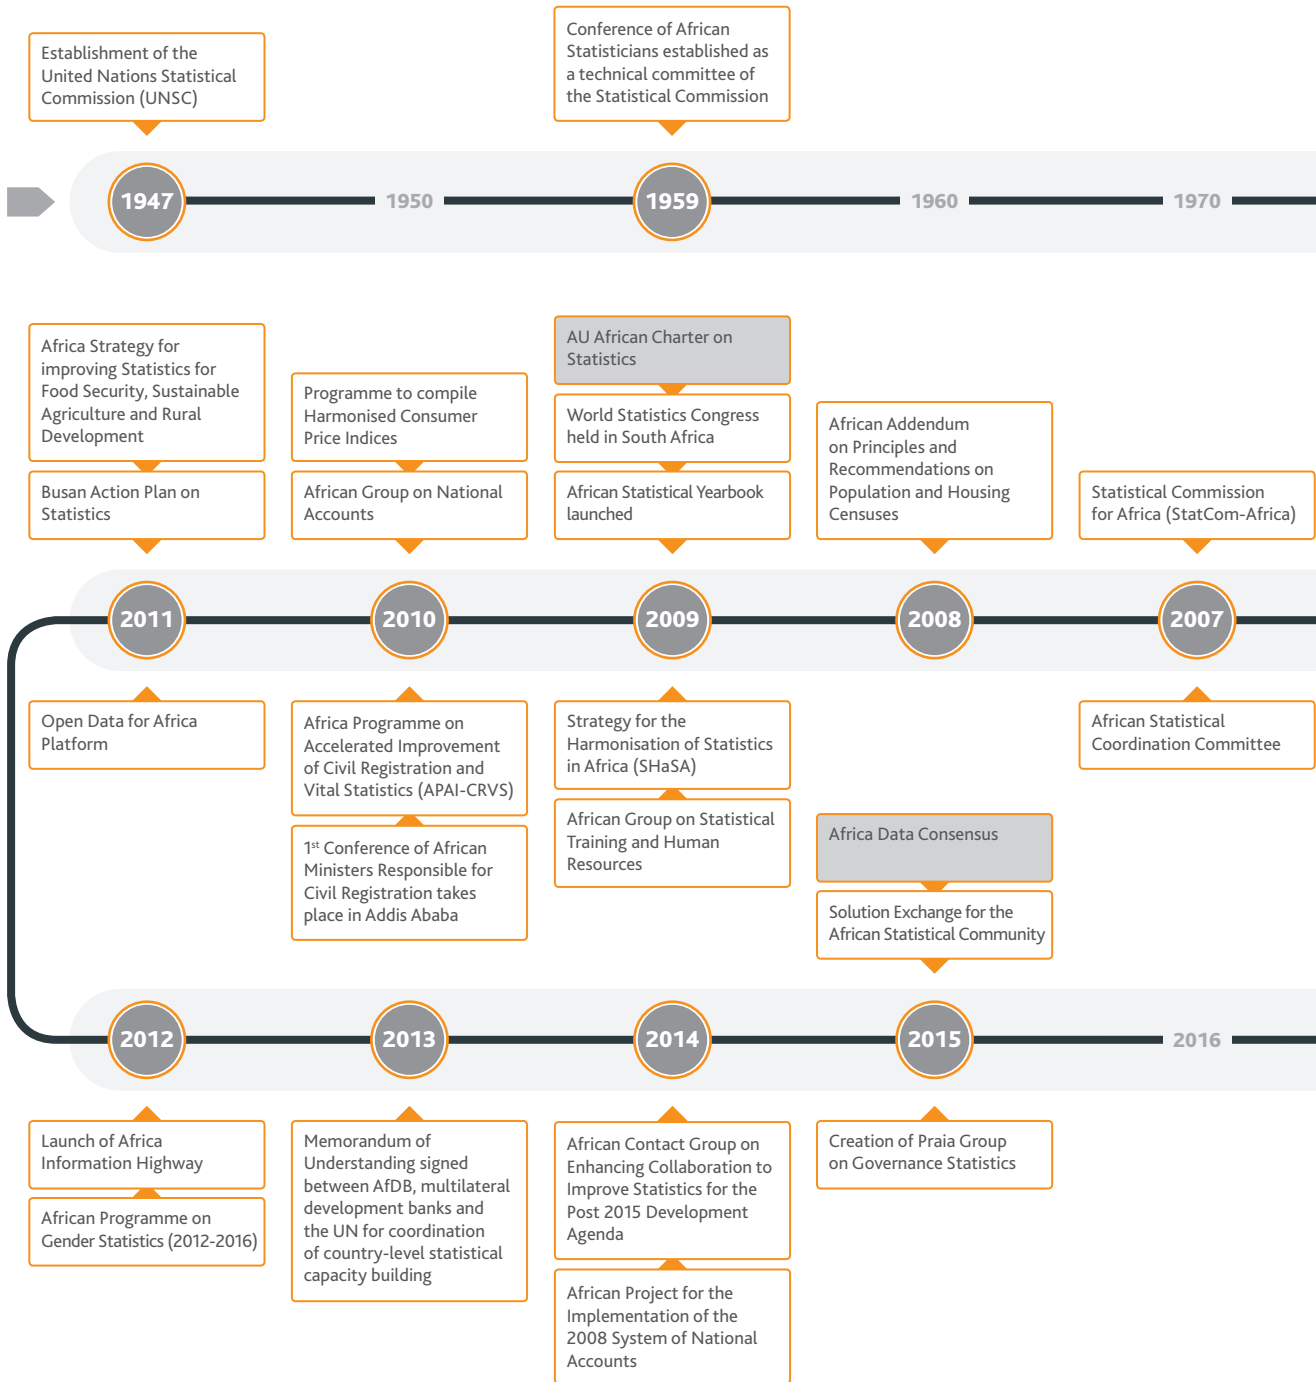 Establishment of the
United Nations Statistical
Commission (UNSC)
Conference of African
Statisticians established as
a technical committee of
the Statistical Commission
1947
1950
1959
1960
1970
Africa Strategy for
improving Statistics for
Food Security, Sustainable
Agriculture and Rural
Development
Busan Action Plan on
Statistics
Programme to compile
Harmonised Consumer
Price Indices
African Group on National
Accounts
AU African Charter on
Statistics
World Statistics Congress
held in South Africa
African Statistical Yearbook
launched
African Addendum
on Principles and
Recommendations on
Population and Housing
Censuses
Statistical Commission
for Africa (StatCom-Africa)
2011
2010
2009
2008
2007
Open Data for Africa
Platform
Africa Programme on
Accelerated Improvement
of Civil Registration and
Vital Statistics (APAI-CRVS)
1st Conference of African
Ministers Responsible for
Civil Registration takes
place in Addis Ababa
Strategy for the
Harmonisation of Statistics
in Africa (SHaSA)
African Group on Statistical
Training and Human
Resources
African Statistical
Coordination Committee
Africa Data Consensus
Solution Exchange for the
African Statistical Community
2012
2013
2014
2015
2016
Launch of Africa
Information Highway
African Programme on
Gender Statistics (2012-2016)
Memorandum of
Understanding signed
between AfDB, multilateral
development banks and
the UN for coordination
of country-level statistical
capacity building
African Contact Group on
Enhancing Collaboration to
Improve Statistics for the
Post 2015 Development
Agenda
African Project for the
Implementation of the
2008 System of National
Accounts
Creation of Praia Group
on Governance Statistics